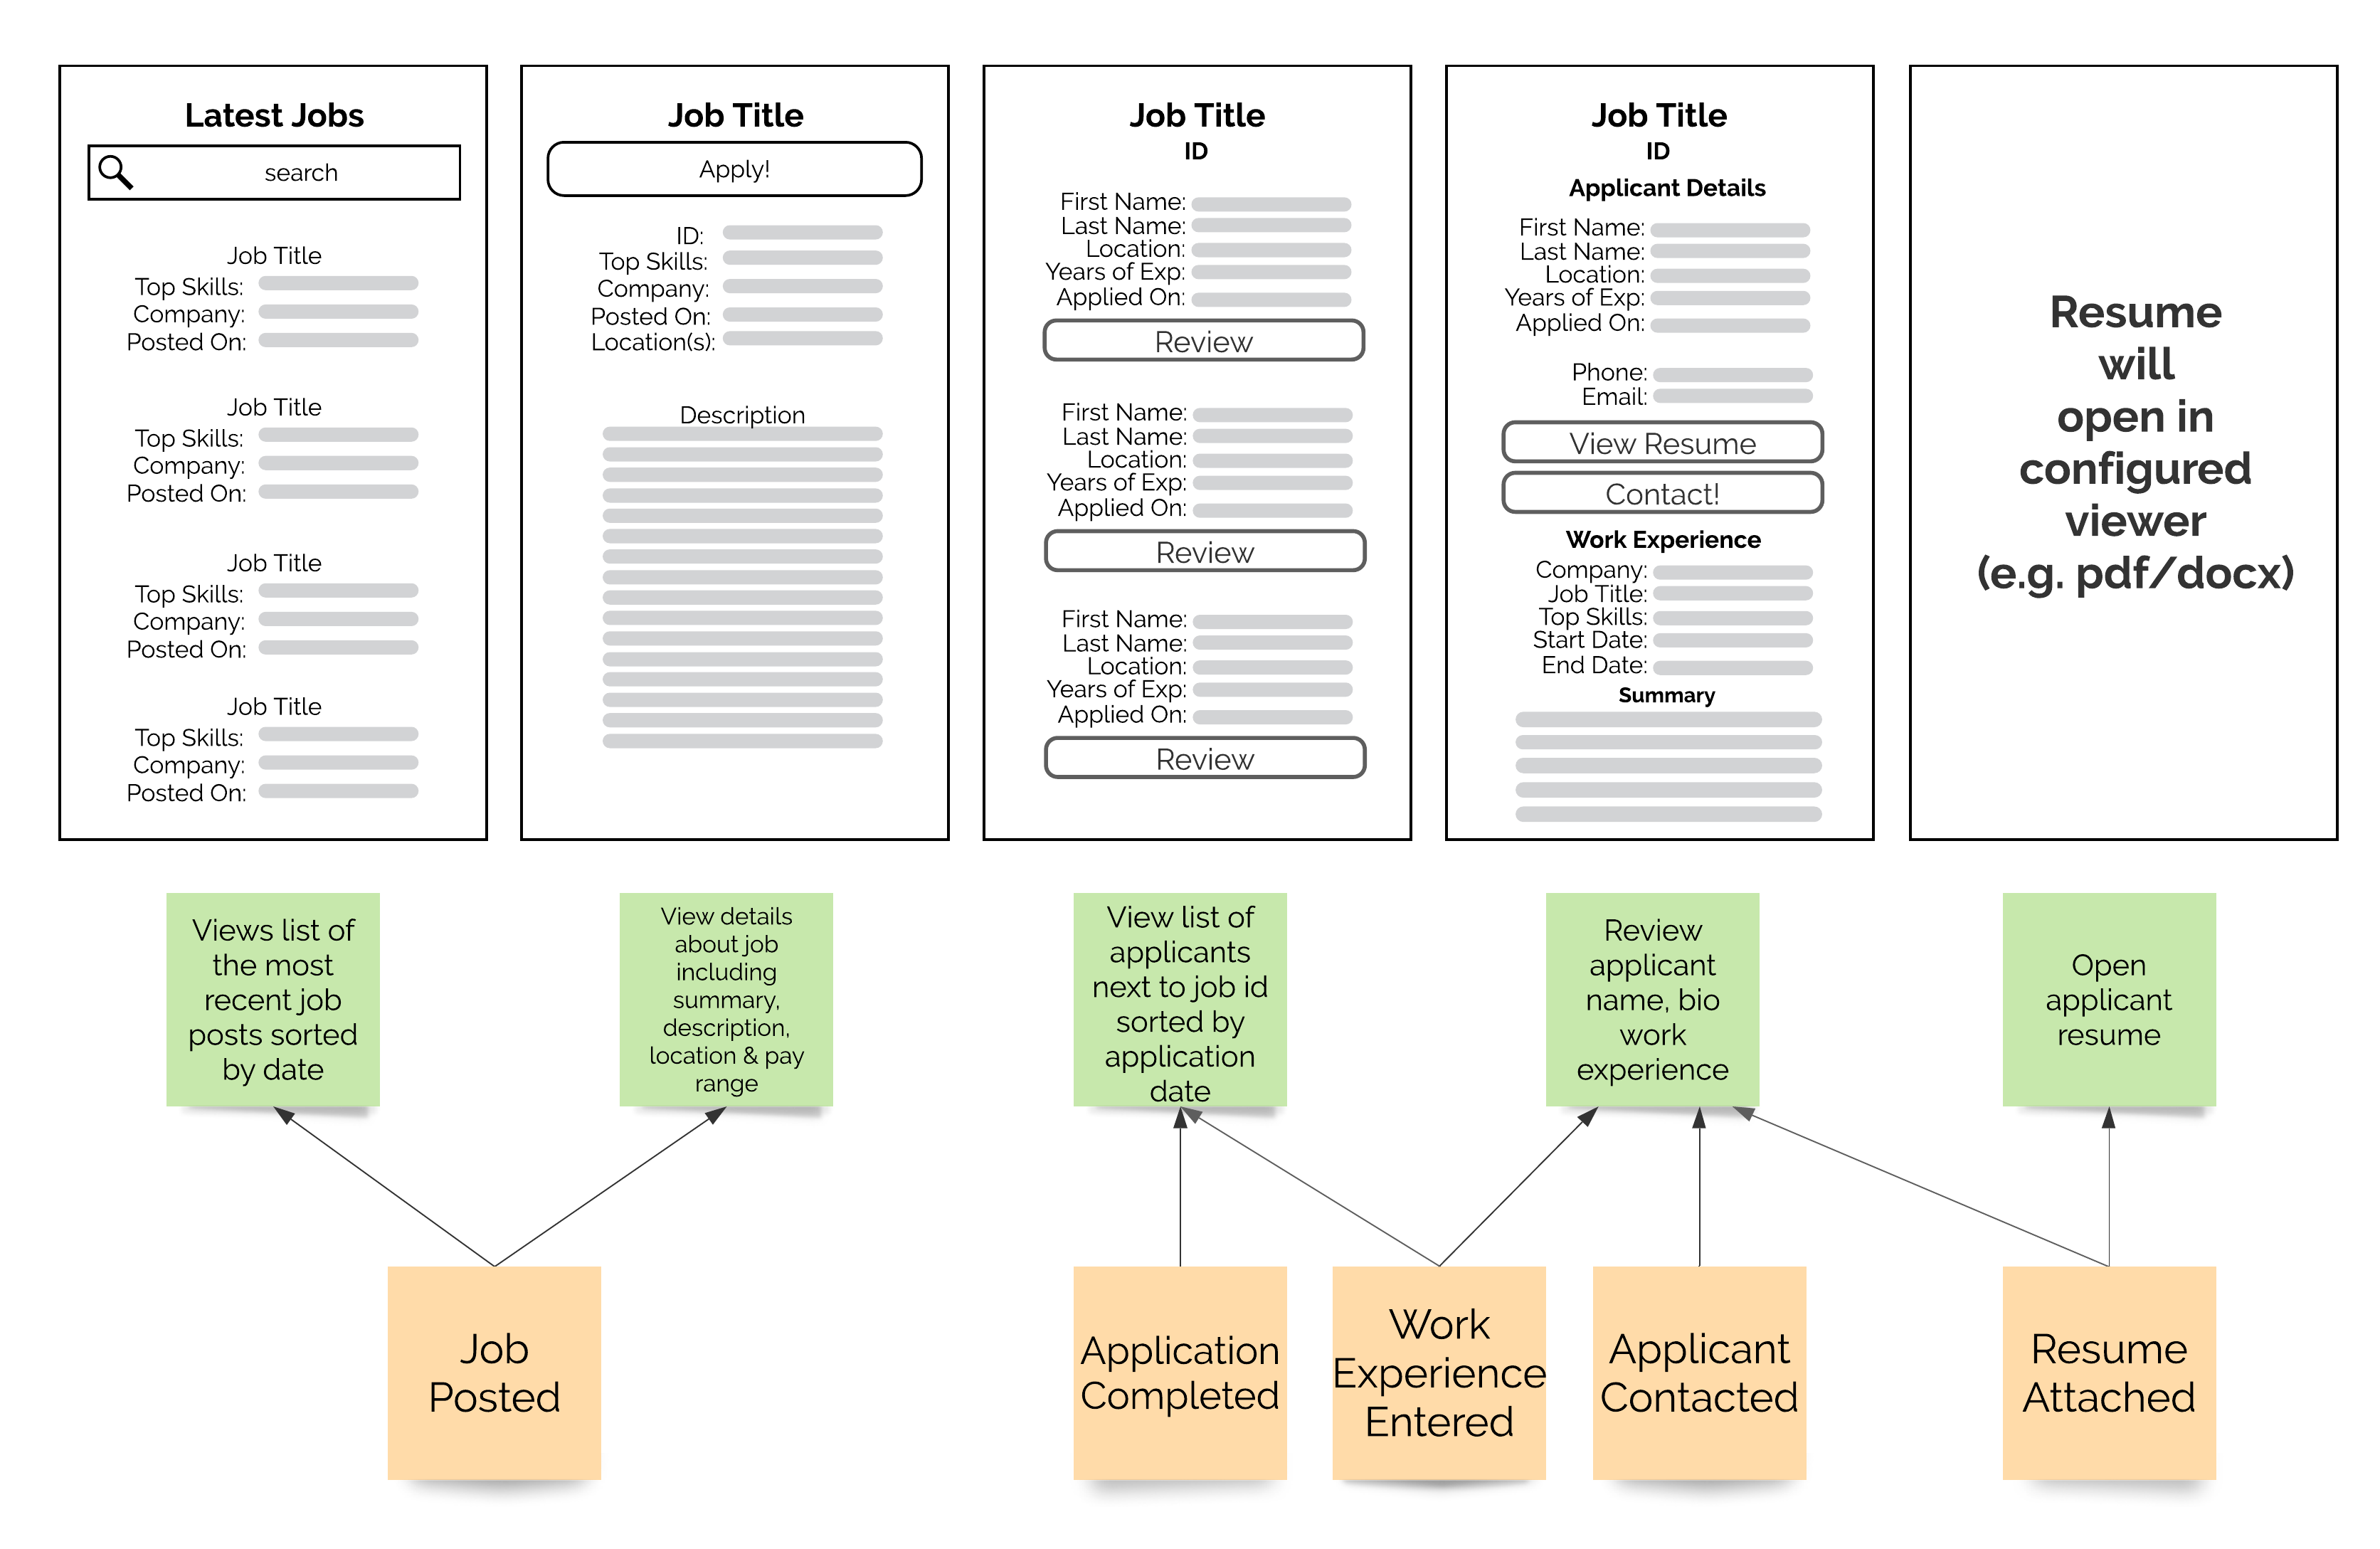 Latest Jobs
search
Job Title
Top Skills:
Company:
Posted On:
Job Title
Top Skills:
Company:
Posted On:
Job Title
Top Skills:
Company:
Posted On:
Job Title
Top Skills:
Company:
Posted On:
Job Title
Apply!
ID:
Top Skills:
Company:
Posted On:
Location(s):
Description
Job Title
ID
First Name:
Last Name:
Location:
Years of Exp:
Applied On:
Review
First Name:
Last Name:
Location:
Years of Exp:
Applied On:
Review
First Name:
Last Name:
Location:
Years of Exp:
Applied On:
Review
Job Title
ID
Applicant Details
First Name:
Last Name:
Location:
Years of Exp:
Applied On:
Phone:
Email:
View Resume
Contact!
Work Experience
Company:
Job Title:
Top Skills:
Start Date:
End Date:
Summary
Resume
will
open in
configured
viewer
(e.g. pdf/docx)
Views list of
the most
recent job
posts sorted
by date
View details
about job
including
summary,
description,
location & pay
range
View list of
applicants
next to job id
sorted by
application
date
Review
applicant
name, bio
work
experience
Open
applicant
resume
Job
Posted
Application
Completed
Work
Experience
Entered
Applicant
Contacted
Resume
Attached